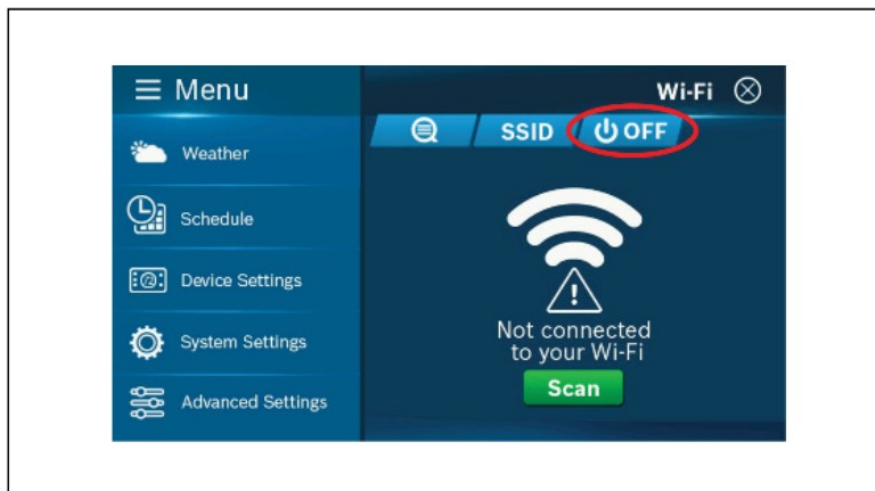 Menu
Weather
Schedule
Device Settings
System Settings
Advanced Settings
Wi-Fi
SSID
OFF
Not connected
to your Wi-Fi
Scan